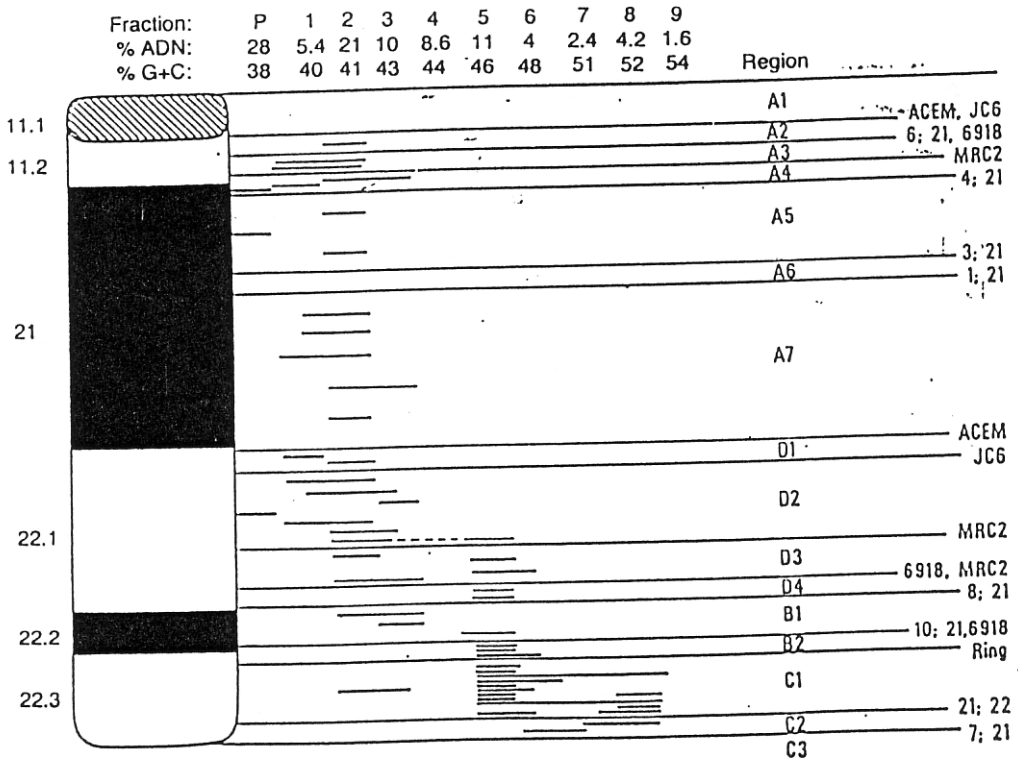 Fraction: P 1 2 3 4 5 6 7 8 9
% ADN: 28 5.4 21 10 8.6 11 4 2.4 4.2 1.6
% G+C: 38 40 41 43 44 46 48 51 52 54 Region
A1
11.1 ACEM, JC6
A2 6; 21, 6918
A3 MRC2
11.2 A4 4; 21
A5
3; 21
A6 1; 21
21 A7
ACEM
D1 JC6
D2
22.1 MRC2
D3
6918, MRC2
D4 8; 21
B1
22.2 10; 21,6918
B2 Ring
C1
22.3 21; 22
C2 7; 21
C3